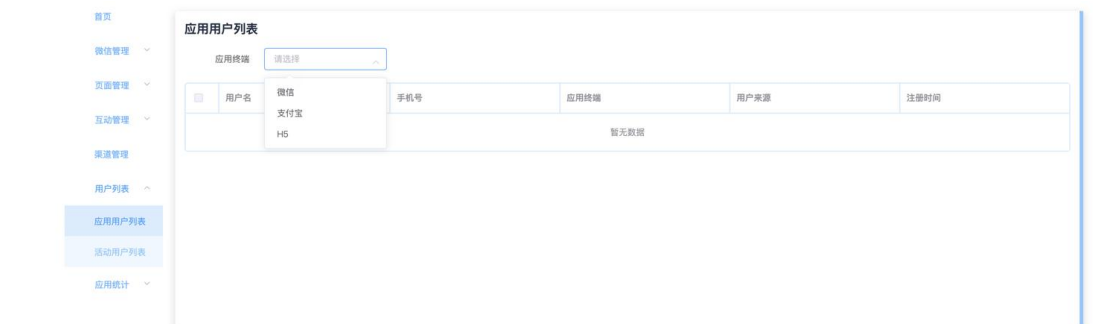 首页
微信管理
页面管理
互动管理
渠道管理
用户列表
应用用户列表
活动用户列表
应用统计
应用用户列表
应用终端 请选择
微信
支付宝
H5
用户名 手机号 应用终端 用户来源 注册时间
暂无数据